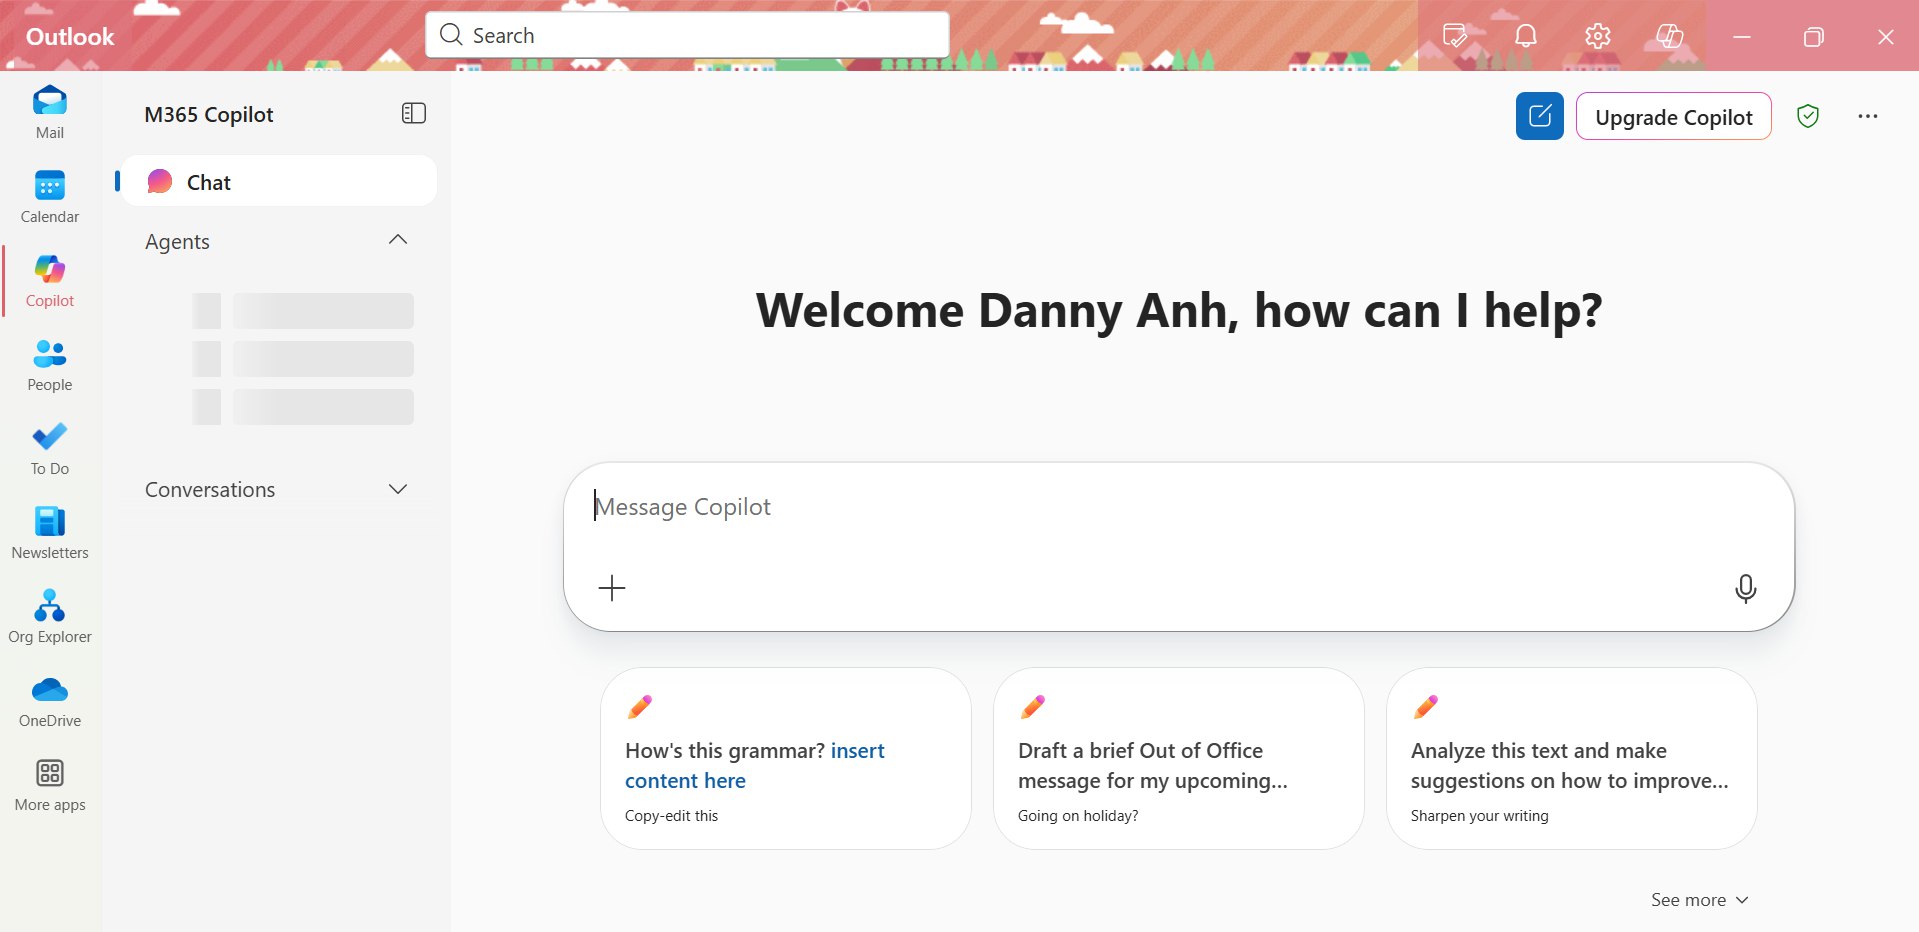 Outlook
Search
Mail
Calendar
Copilot
People
To Do
Newsletters
Org Explorer
OneDrive
More apps
M365 Copilot
Chat
Agents
Conversations
Upgrade Copilot
Welcome Danny Anh, how can I help?
Message Copilot
How's this grammar? insert
content here
Copy-edit this
Draft a brief Out of Office
message for my upcoming...
Going on holiday?
Analyze this text and make
suggestions on how to improve...
Sharpen your writing
See more